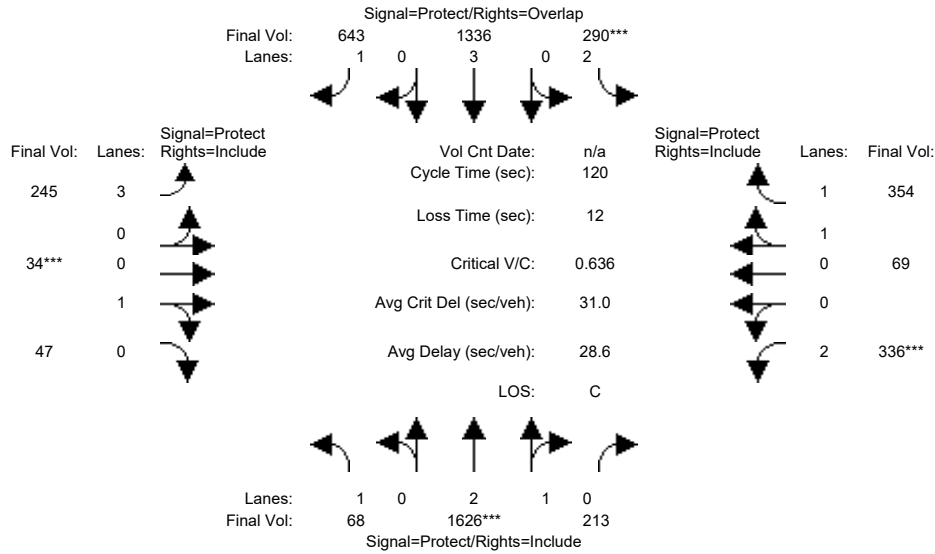 Signal=Protect/Rights=Overlap
Final Vol: 643 1336 290***
Lanes: 1 0 3 0 2
Signal=Protect
Rights=Include
Final Vol: Lanes:
Vol Cnt Date: n/a
Signal=Protect
Rights=Include
Lanes: Final Vol:
Cycle Time (sec): 120
245 3
1 354
Loss Time (sec): 12
0
1
34*** 0
Critical V/C: 0.636
0 69
1
Avg Crit Del (sec/veh): 31.0
0
47 0
Avg Delay (sec/veh): 28.6
2 336***
LOS: C
Lanes: 1 0 2 1 0
Final Vol: 68 1626*** 213
Signal=Protect/Rights=Include